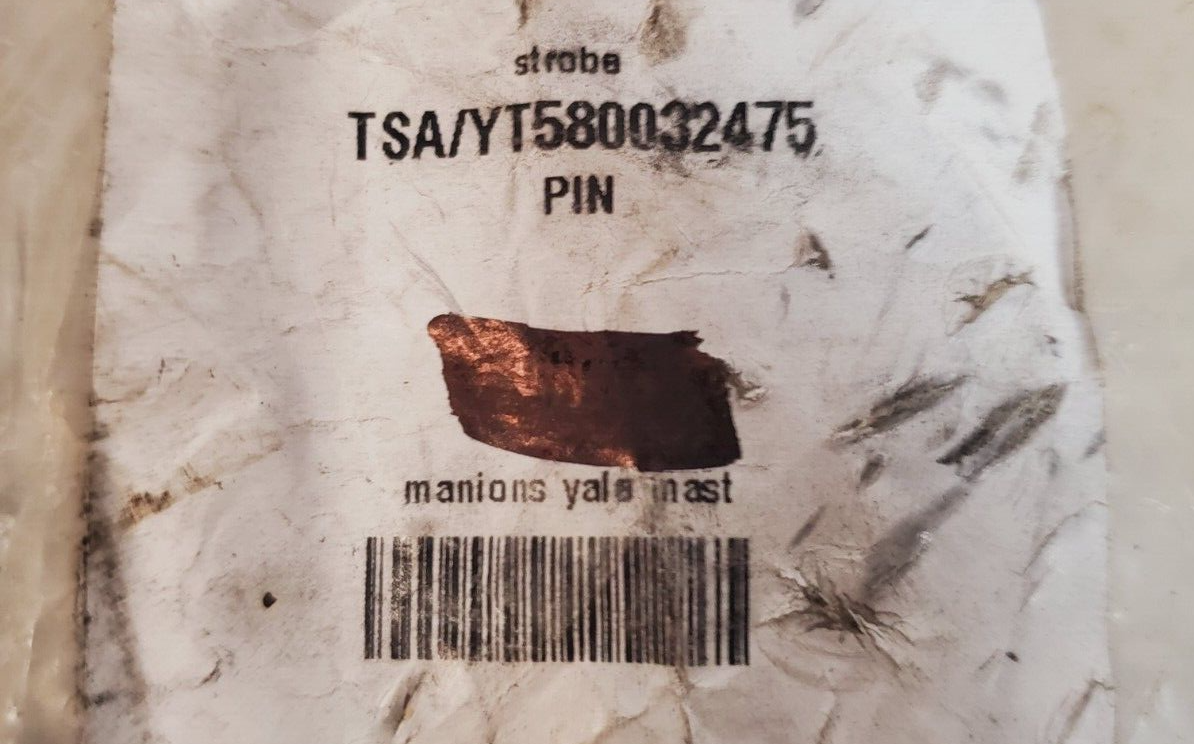 strobe
TSA/YT580032475
PIN
manions yale mast